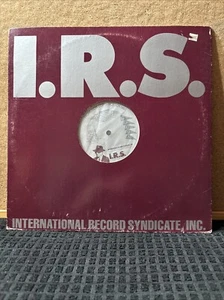 I.R.S.
I.R.S.
INTERNATIONAL RECORD SYNDICATE, INC.